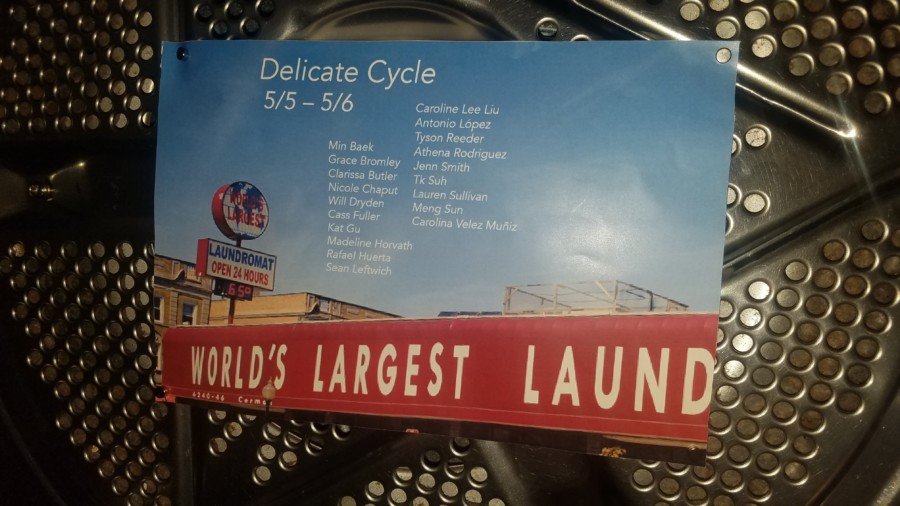 Delicate Cycle
5/5 – 5/6
Min Baek
Grace Bromley
Clarissa Butler
Nicole Chaput
Will Dryden
Cass Fuller
Kat Gu
Madeline Horvath
Rafael Huerta
Sean Leftwich
Caroline Lee Liu
Antonio López
Tyson Reeder
Athena Rodriguez
Jenn Smith
Tk Suh
Lauren Sullivan
Meng Sun
Carolina Velez Muñiz
WORLD'S
LARGEST
LAUNDROMAT
OPEN 24 HOURS
65°
WORLD'S LARGEST LAUND